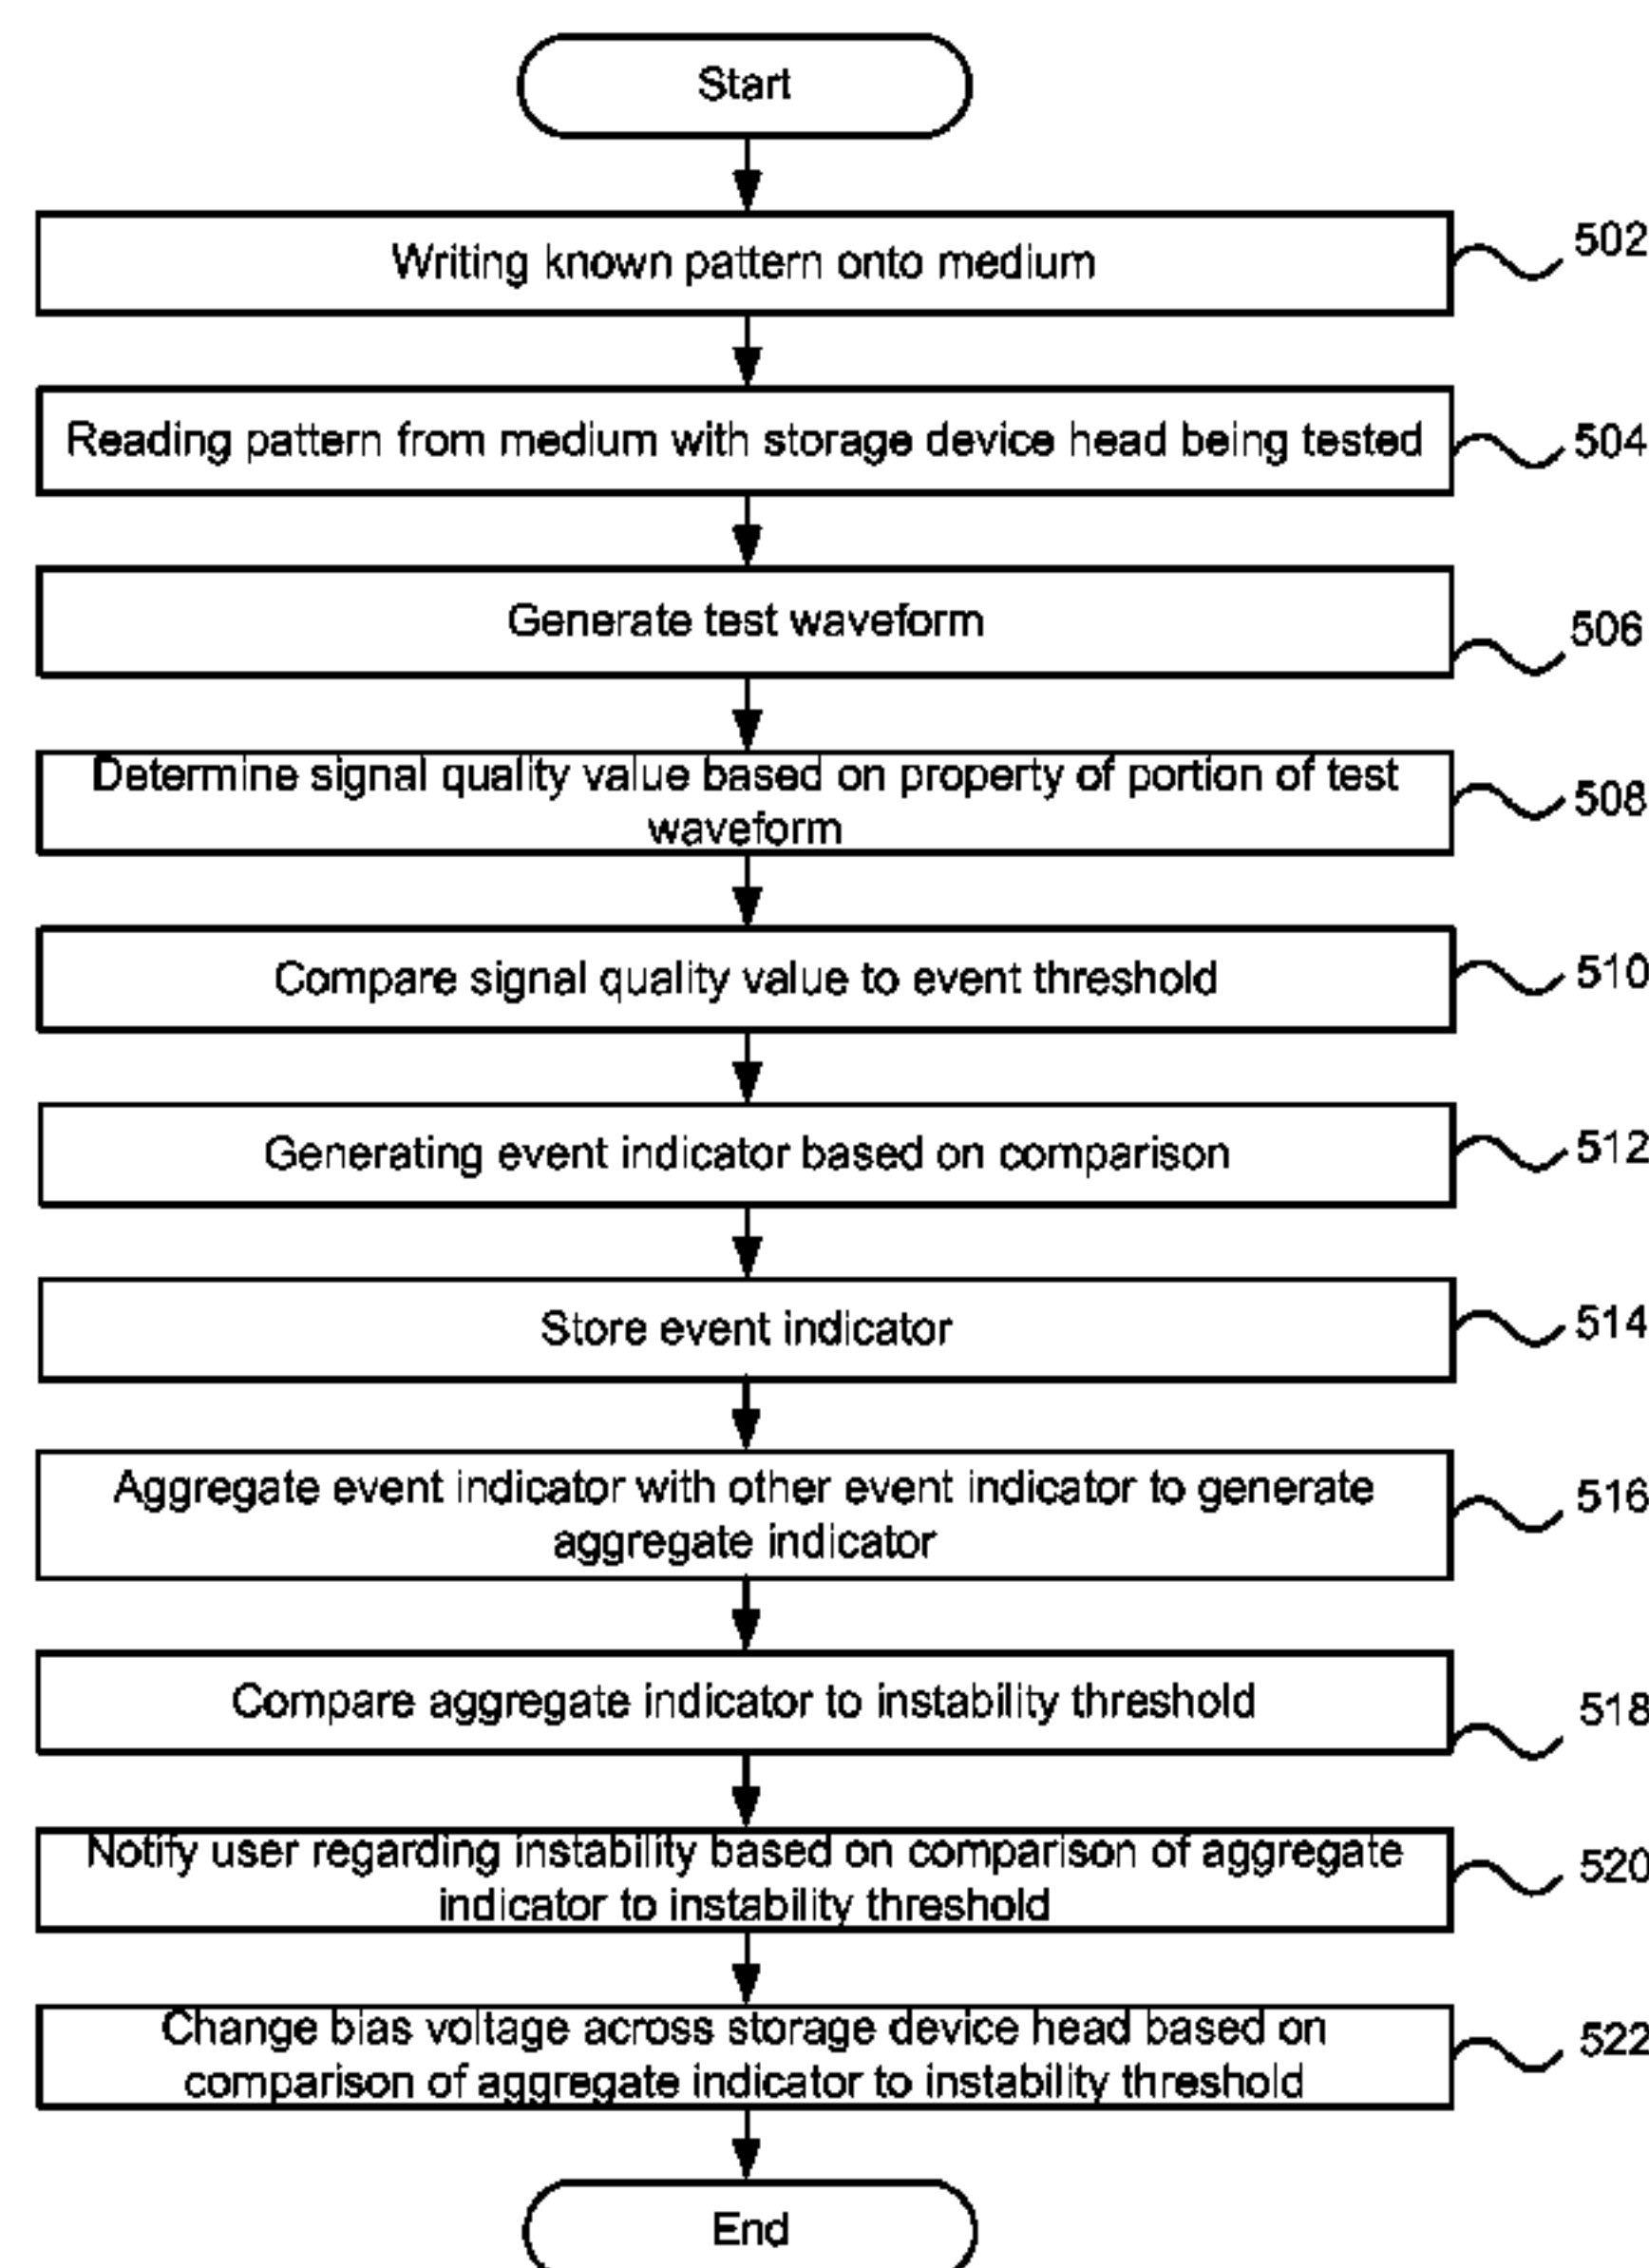 Start
Writing known pattern onto medium
502
Reading pattern from medium with storage device head being tested
504
Generate test waveform
506
Determine signal quality value based on property of portion of test
waveform
508
Compare signal quality value to event threshold
510
Generating event indicator based on comparison
512
Store event indicator
514
Aggregate event indicator with other event indicator to generate
aggregate indicator
516
Compare aggregate indicator to instability threshold
518
Notify user regarding instability based on comparison of aggregate
indicator to instability threshold
520
Change bias voltage across storage device head based on
comparison of aggregate indicator to instability threshold
522
End